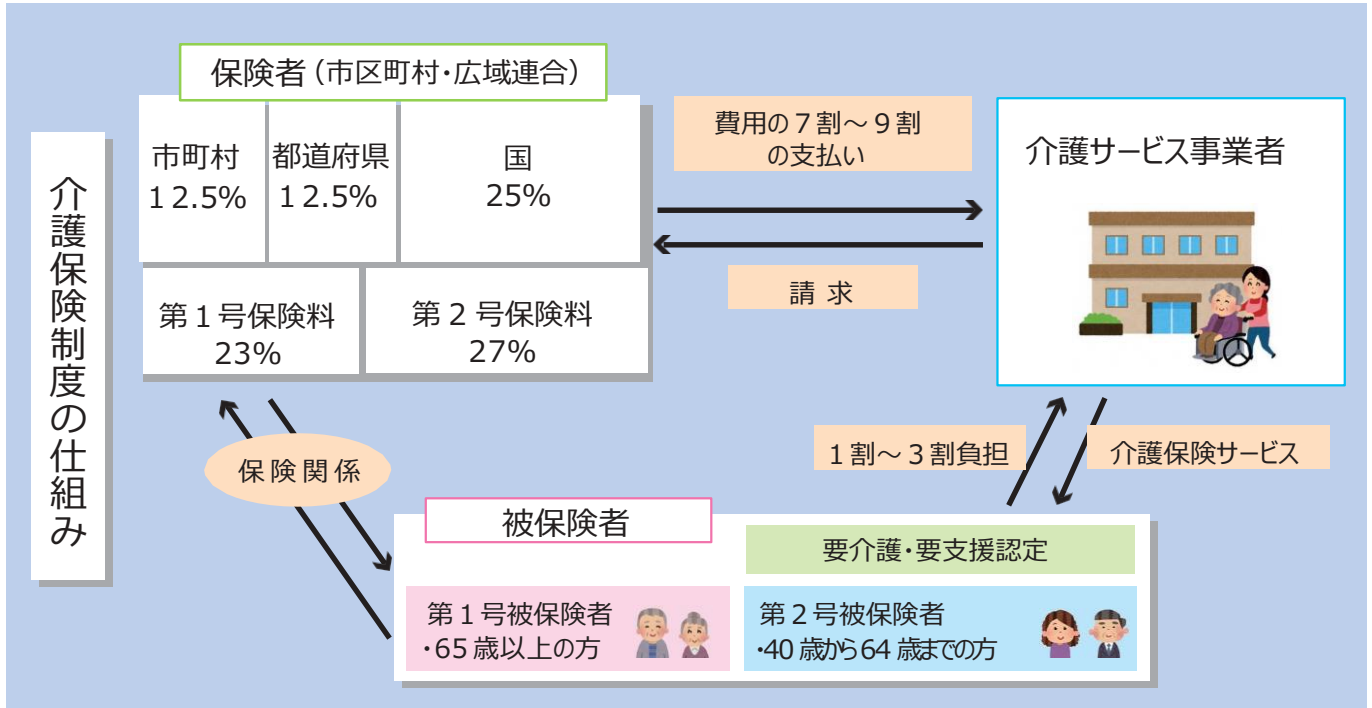 介護保険制度の仕組み
保険者（市区町村・広域連合）
市町村
１2.5%
都道府県
１2.5%
国
25%
第１号保険料
23%
第２号保険料
27%
費用の７割～９割
の支払い
請 求
介護サービス事業者
保険関係
１割～３割負担
介護保険サービス
被保険者
要介護・要支援認定
第１号被保険者
・65歳以上の方
第２号被保険者
・40歳から64歳までの方